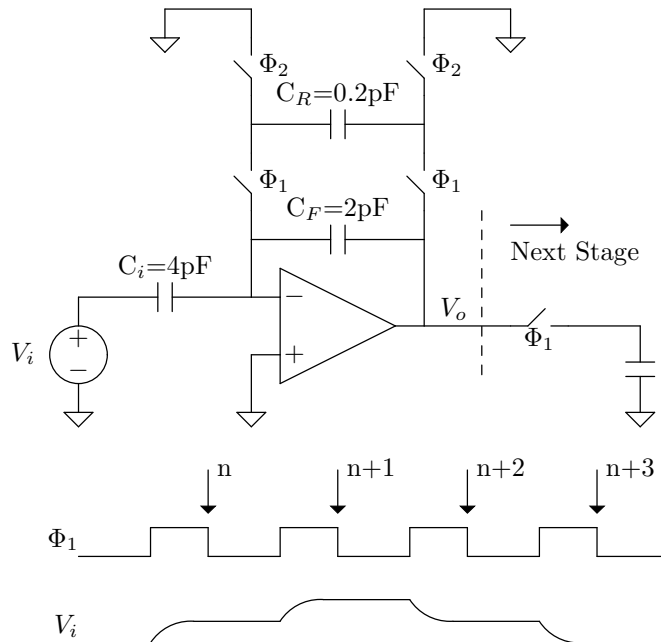 Φ2 Φ2
C_R=0.2pF
Φ1 Φ1
C_F=2pF
Next Stage
C_i=4pF
V_i + − − + V_o Φ1
n n+1 n+2 n+3
Φ1
V_i